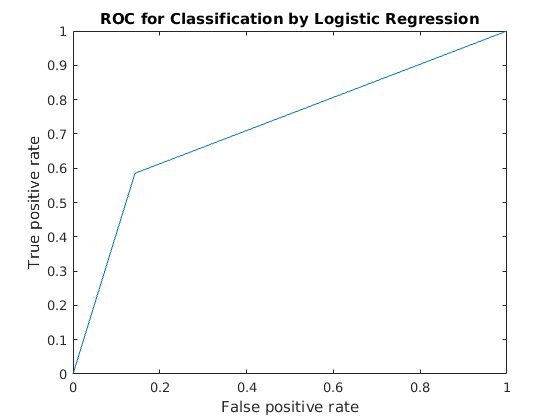 ROC for Classification by Logistic Regression
1
0.9
0.8
0.7
0.6
0.5
0.4
0.3
0.2
0.1
0
True positive rate
0 0.2 0.4 0.6 0.8 1
False positive rate